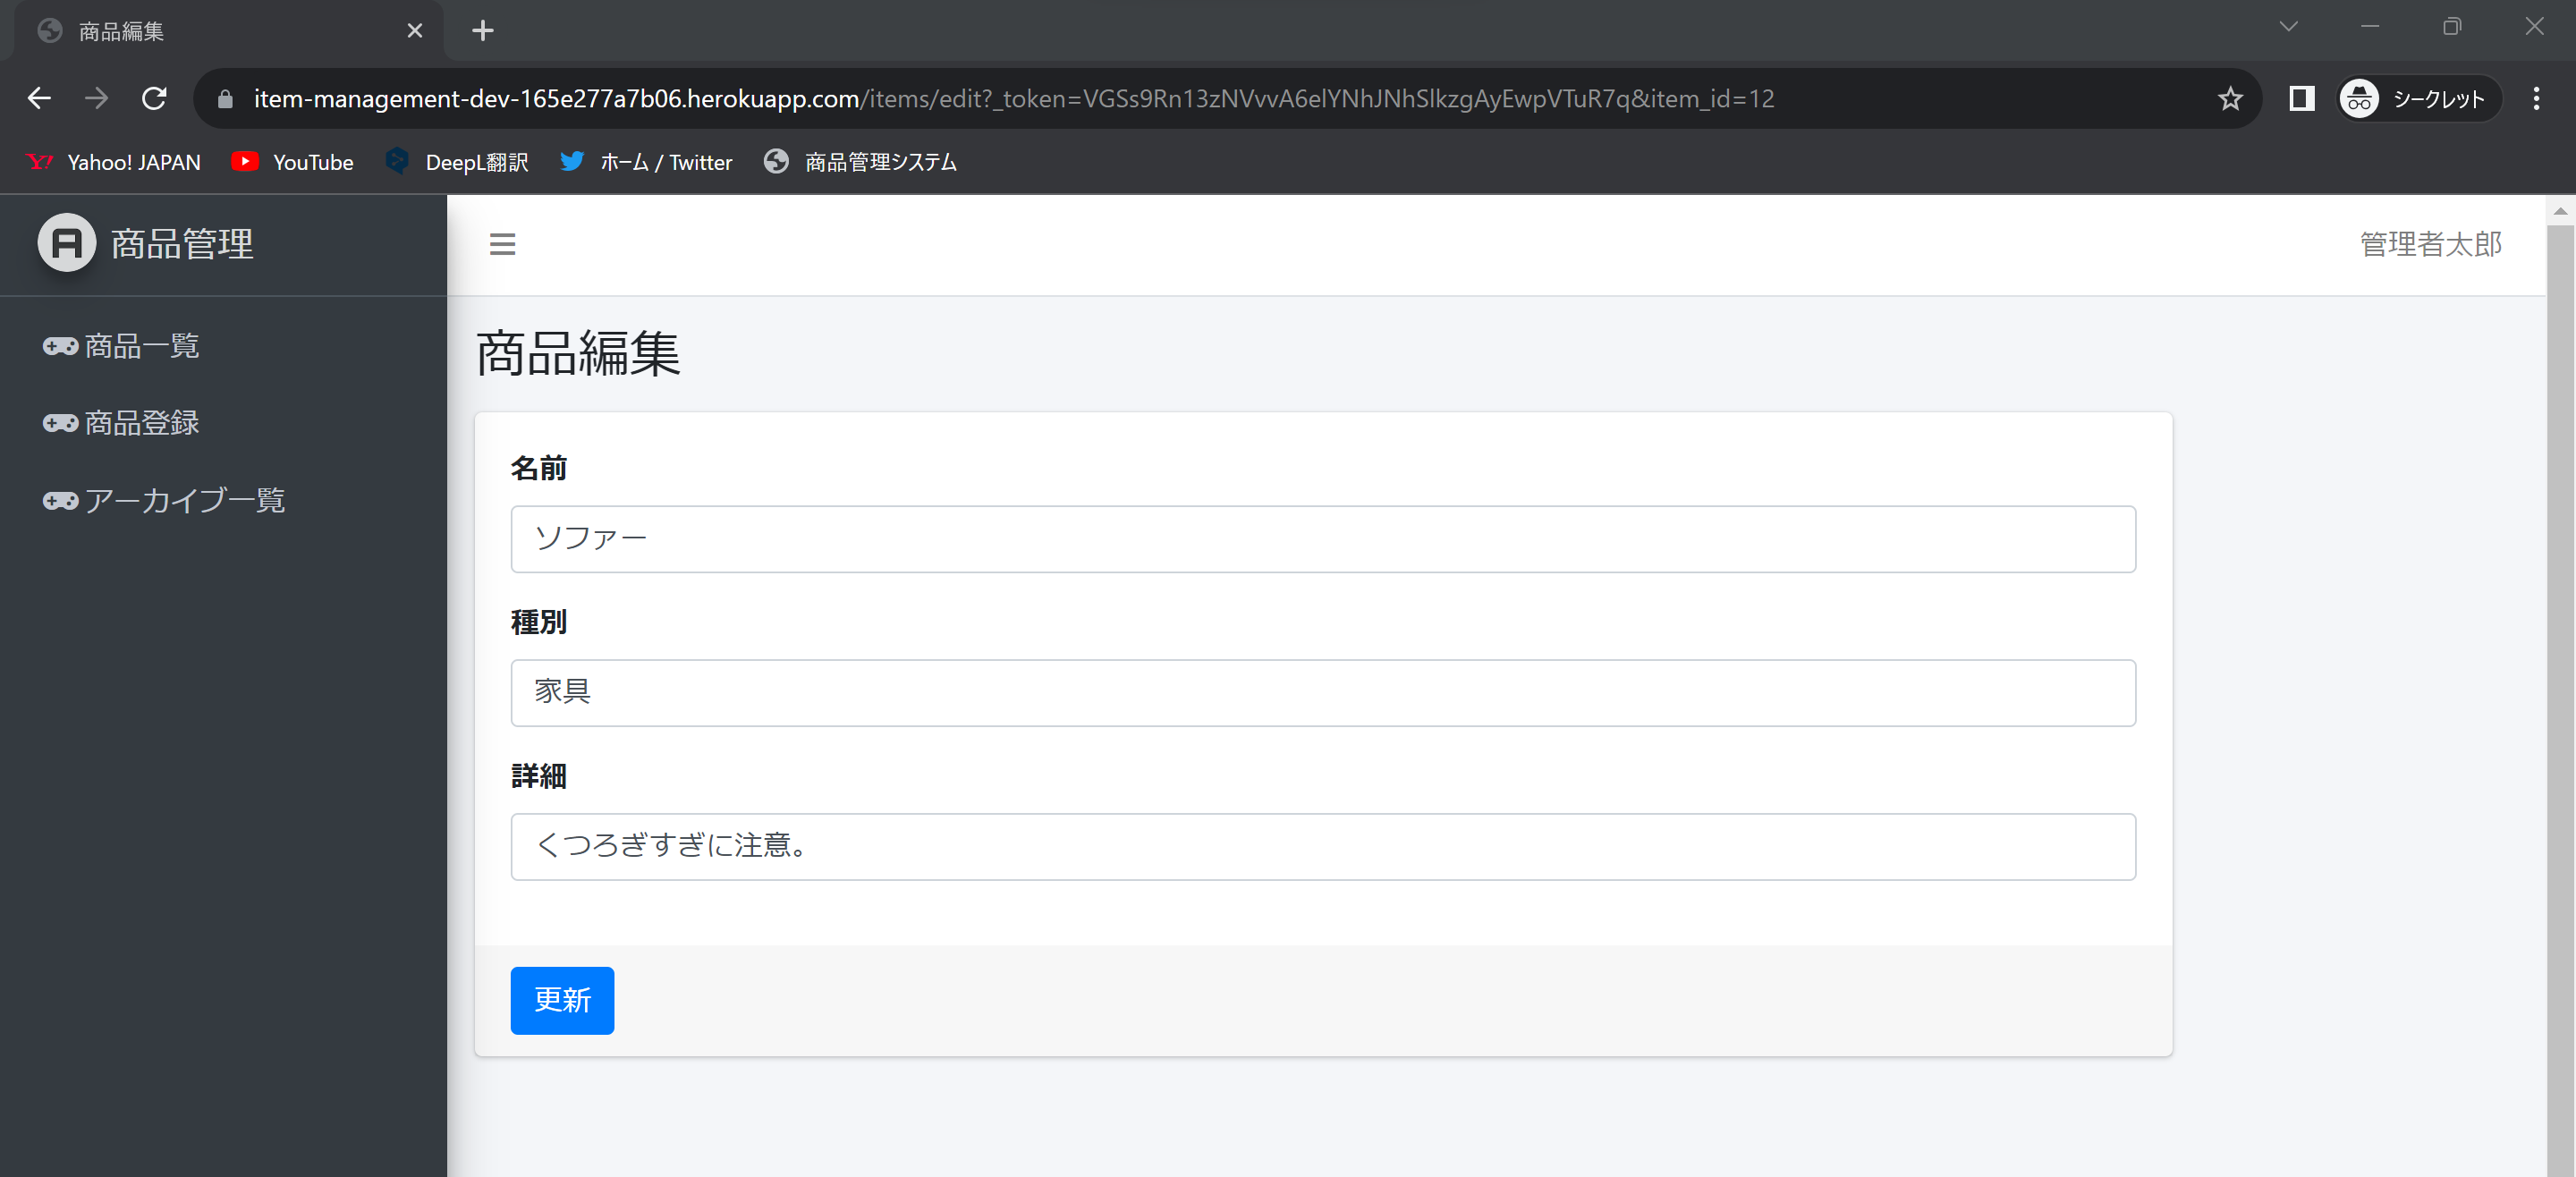 商品編集
item-management-dev-165e277a7b06.herokuapp.com/items/edit?_token=VGSs9Rn13zNVvvA6elYNhJNhSlkzgAyEwpVTuR7q&item_id=12
シークレット
Yahoo! JAPAN
YouTube
DeepL翻訳
ホーム / Twitter
商品管理システム
商品管理
管理者太郎
商品一覧
商品登録
アーカイブ一覧
商品編集
名前
ソファー
種別
家具
詳細
くつろぎすぎに注意。
更新